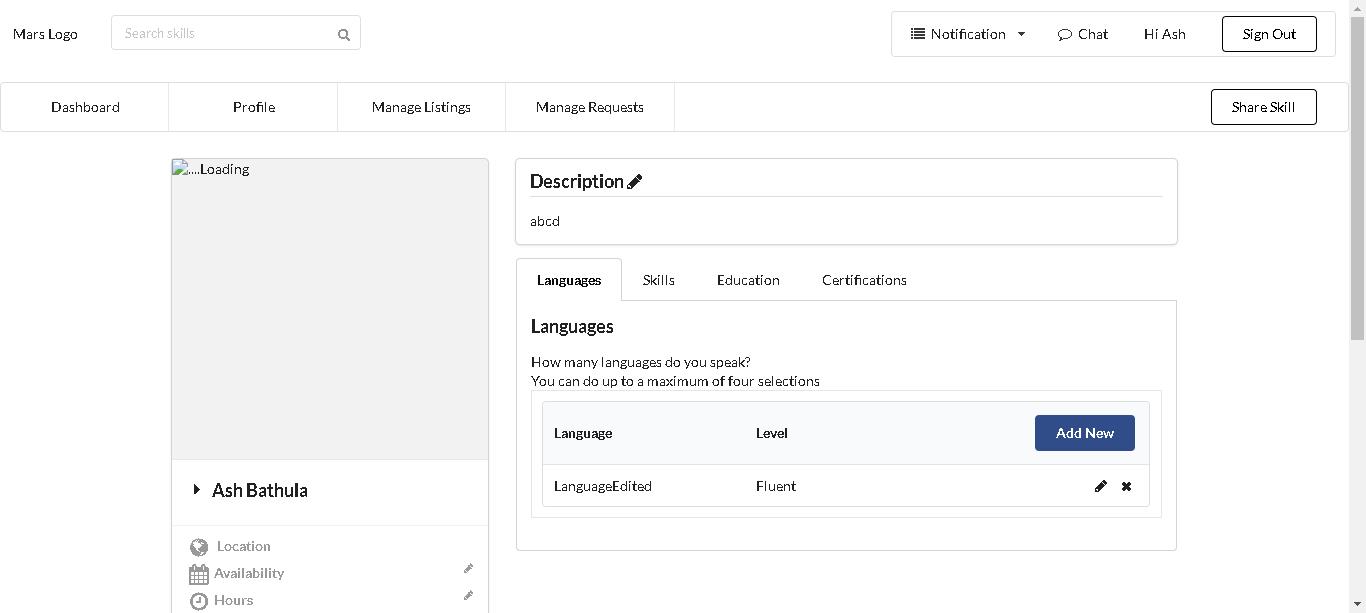 Mars Logo
Search skills
Notification
Chat
Hi Ash
Sign Out
Dashboard
Profile
Manage Listings
Manage Requests
Share Skill
....Loading
Ash Bathula
Location
Availability
Hours
Description
abcd
Languages
Skills
Education
Certifications
Languages
How many languages do you speak?
You can do up to a maximum of four selections
Language Level Add New
LanguageEdited Fluent